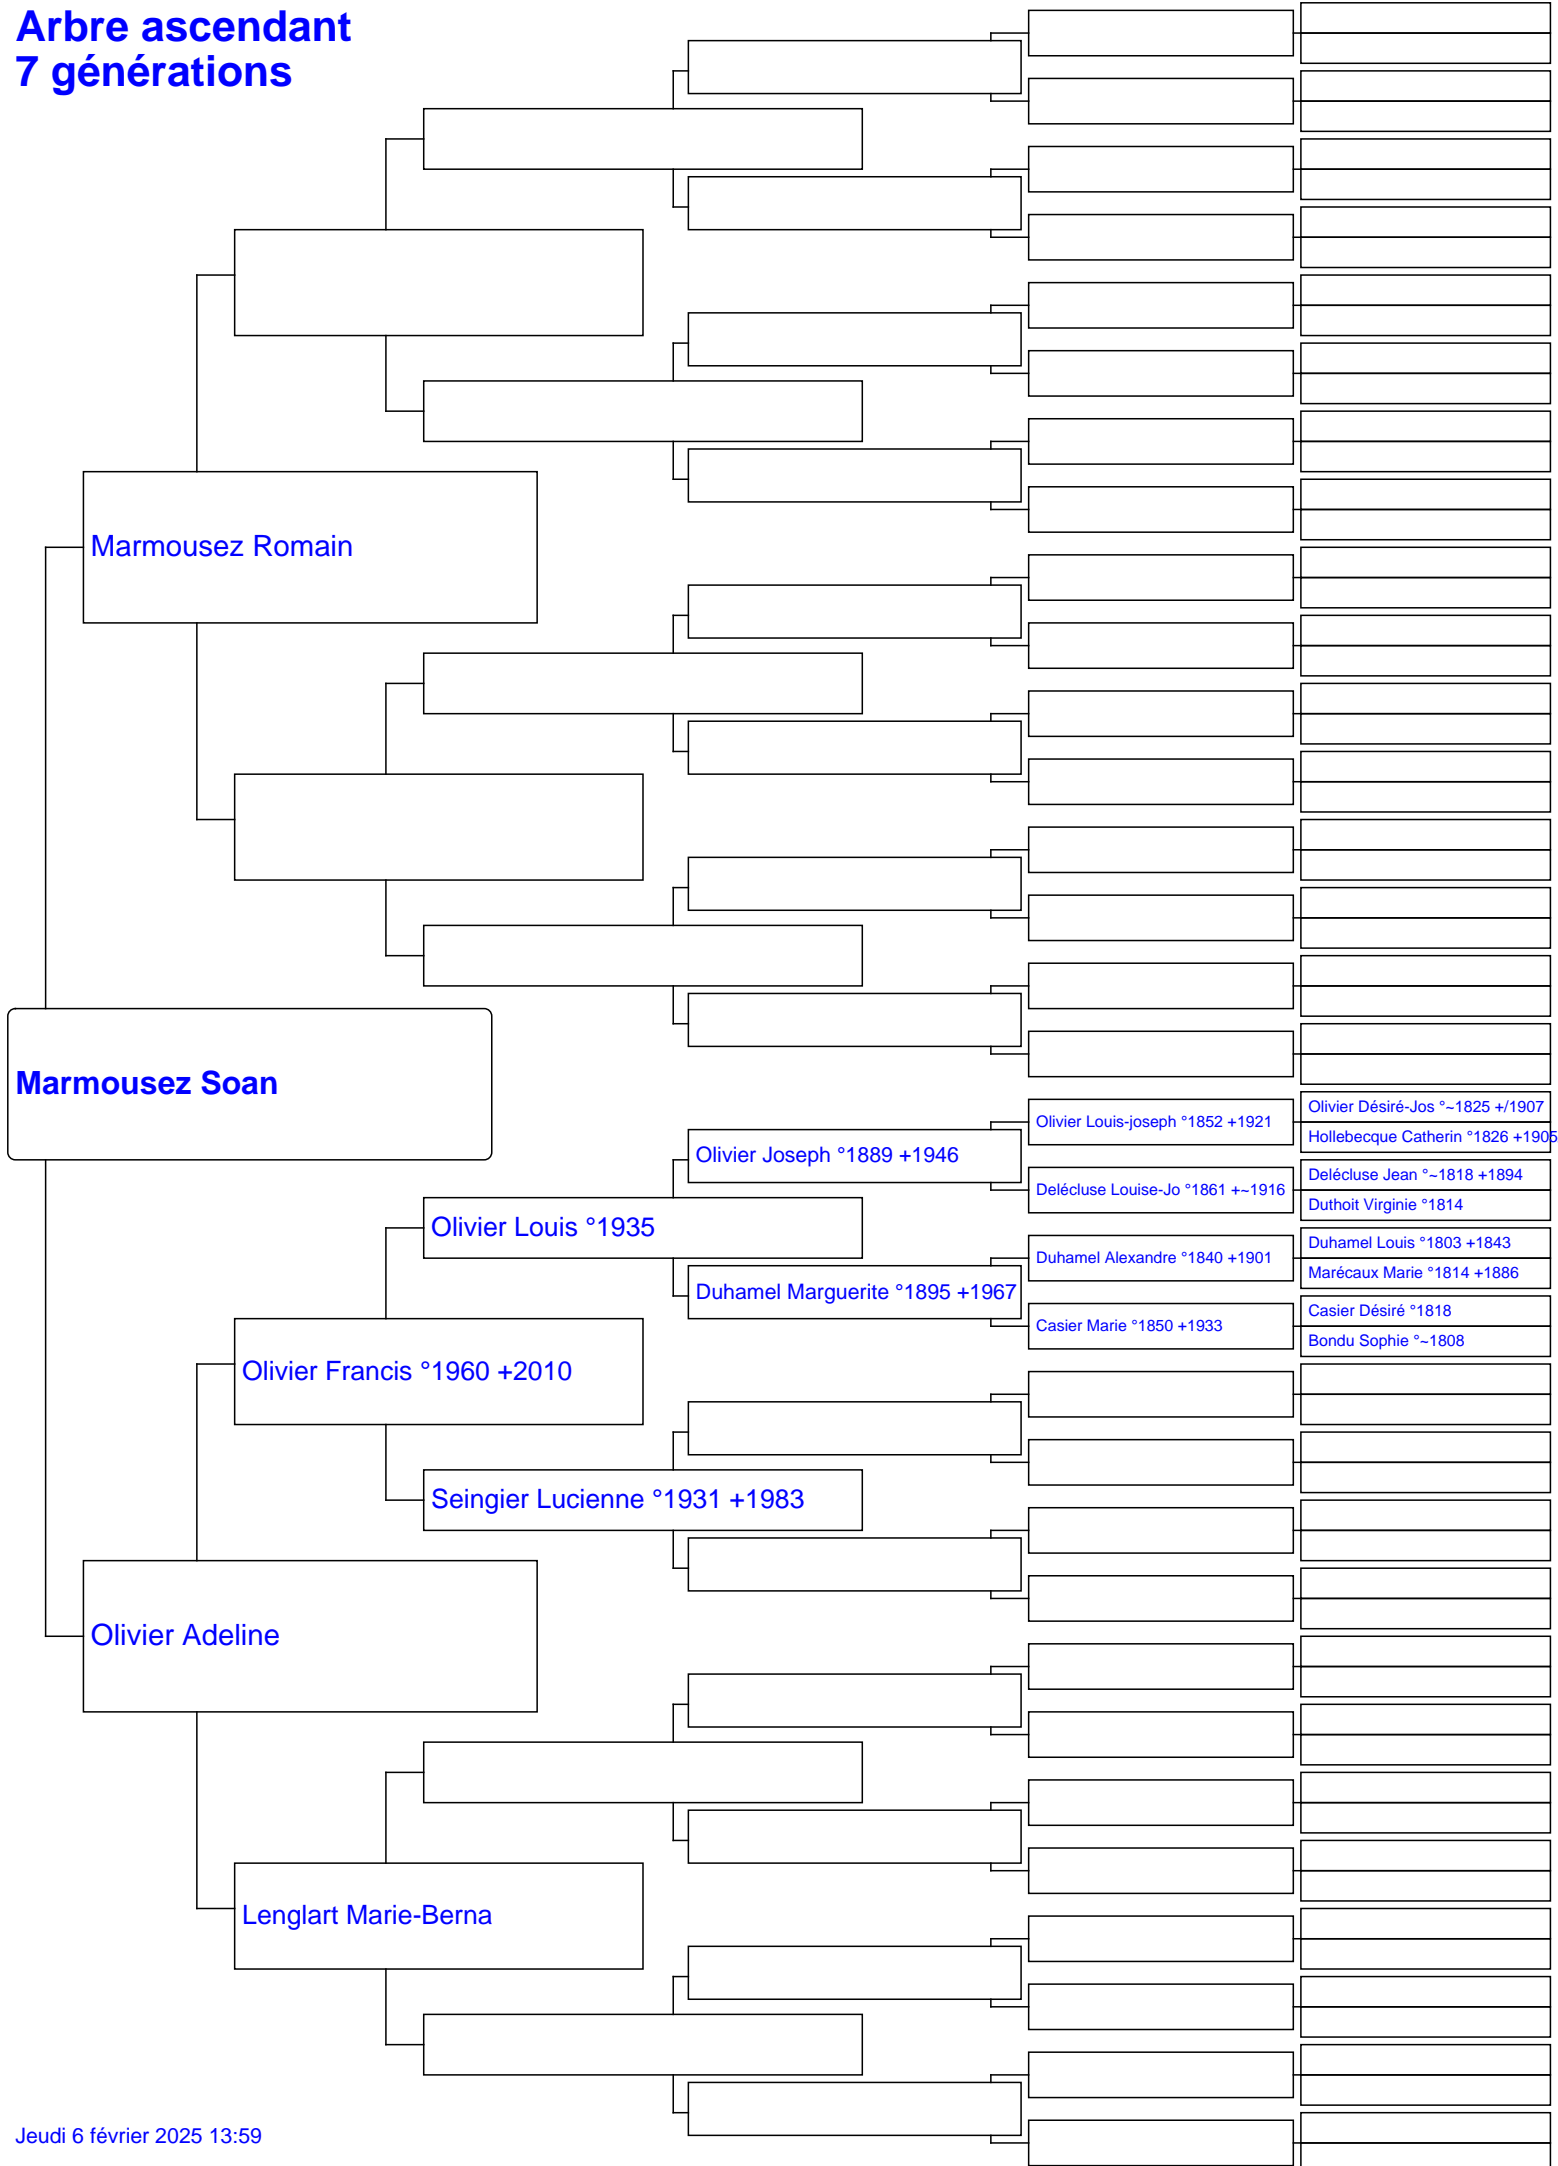 Arbre ascendant
7 générations
Marmousez Romain
Marmousez Soan
Olivier Désiré-Jos °~1825 +/1907
Olivier Louis-joseph °1852 +1921
Hollebecque Catherin °1826 +1905
Olivier Joseph °1889 +1946
Delécluse Jean °~1818 +1894
Delécluse Louise-Jo °1861 +~1916
Duthoit Virginie °1814
Olivier Louis °1935
Duhamel Louis °1803 +1843
Duhamel Alexandre °1840 +1901
Marécaux Marie °1814 +1886
Duhamel Marguerite °1895 +1967
Casier Désiré °1818
Casier Marie °1850 +1933
Bondu Sophie °~1808
Olivier Francis °1960 +2010
Seingier Lucienne °1931 +1983
Olivier Adeline
Lenglart Marie-Berna
Jeudi 6 février 2025 13:59